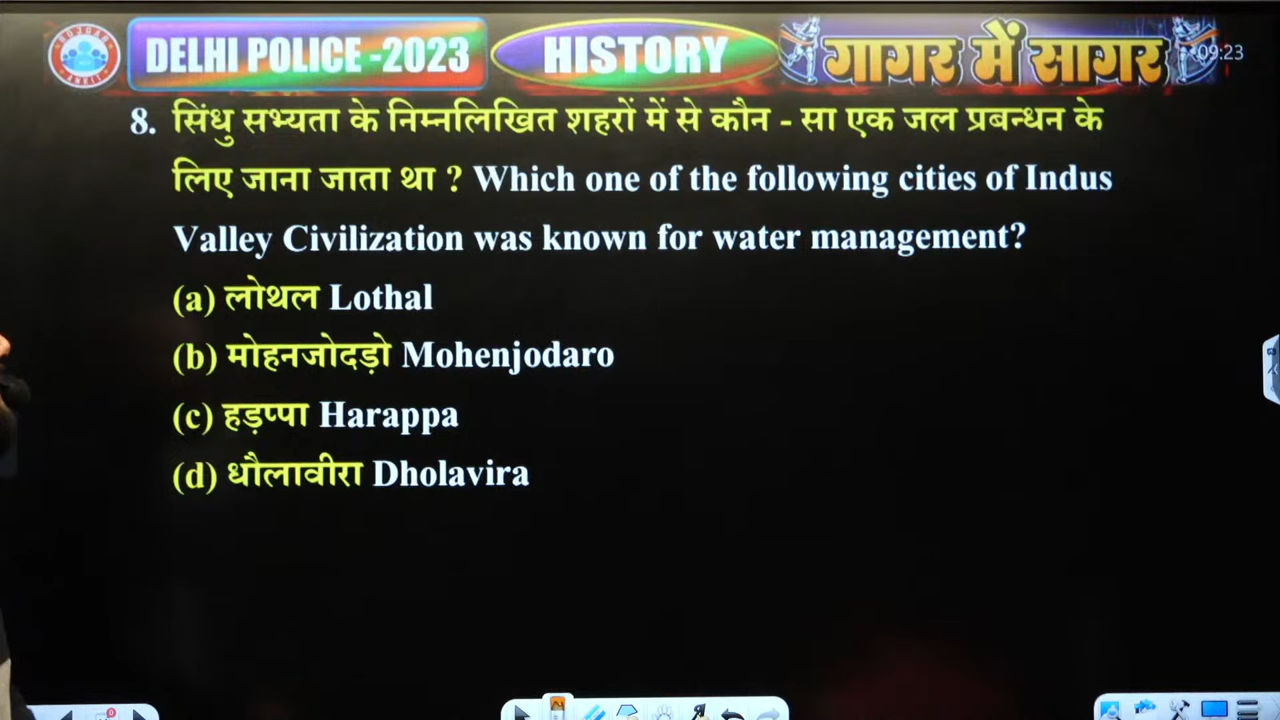 ROJGAR
ANKIT
DELHI POLICE -2023
HISTORY
गागर में सागर
09:23
8. सिंधु सभ्यता के निम्नलिखित शहरों में से कौन - सा एक जल प्रबन्धन के
लिए जाना जाता था ? Which one of the following cities of Indus
Valley Civilization was known for water management?
(a) लोथल Lothal
(b) मोहनजोदड़ो Mohenjodaro
(c) हड़प्पा Harappa
(d) धौलावीरा Dholavira